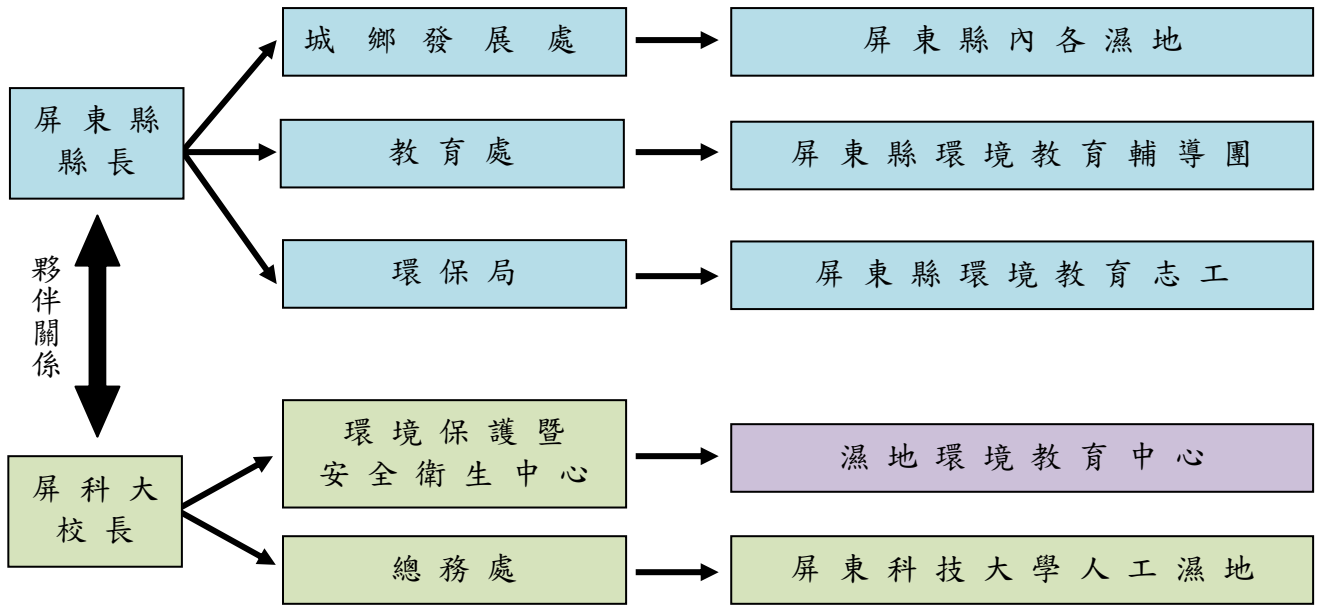 城鄉發展處
屏東縣內各濕地
屏東縣
縣長
教育處
屏東縣環境教育輔導團
環保局
屏東縣環境教育志工
夥伴關係
環境保護暨
安全衛生中心
濕地環境教育中心
屏科大
校長
總務處
屏東科技大學人工濕地